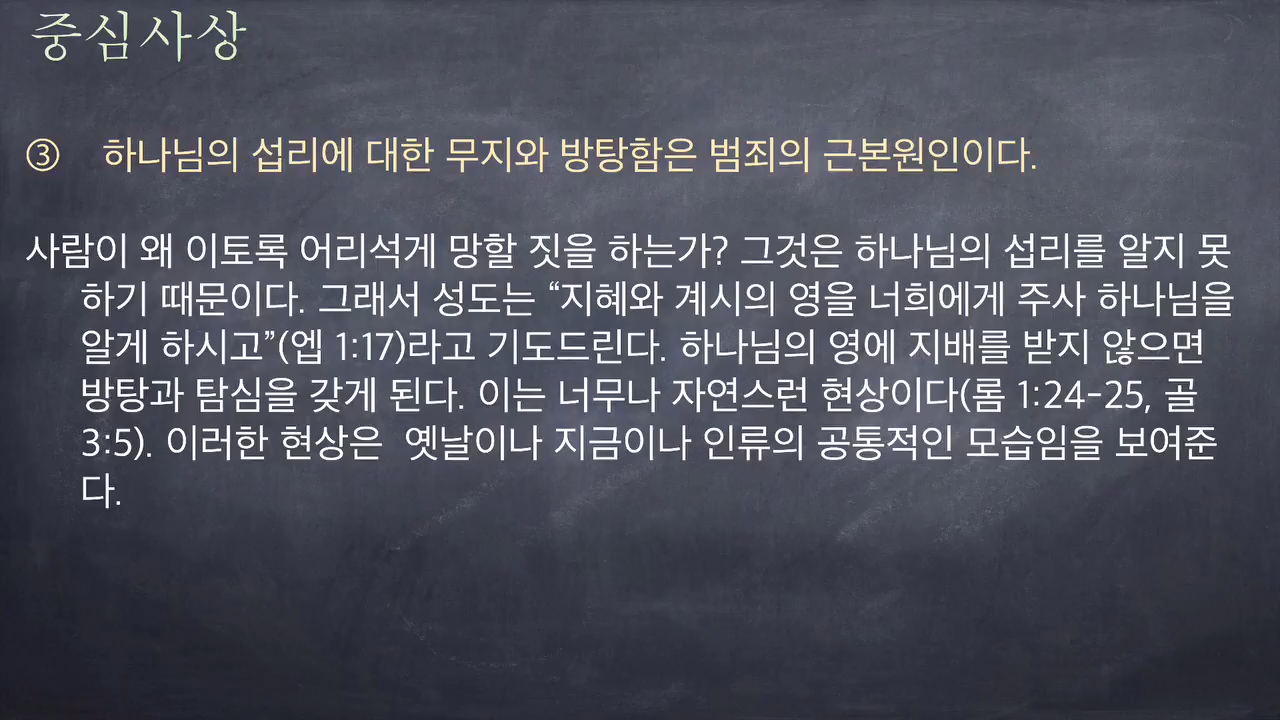 중심사상
③ 하나님의 섭리에 대한 무지와 방탕함은 범죄의 근본원인이다.
사람이 왜 이토록 어리석게 망할 짓을 하는가? 그것은 하나님의 섭리를 알지 못
하기 때문이다. 그래서 성도는 “지혜와 계시의 영을 너희에게 주사 하나님을
알게 하시고”(엡 1:17)라고 기도드린다. 하나님의 영에 지배를 받지 않으면
방탕과 탐심을 갖게 된다. 이는 너무나 자연스런 현상이다(롬 1:24-25, 골
3:5). 이러한 현상은 옛날이나 지금이나 인류의 공통적인 모습임을 보여준
다.